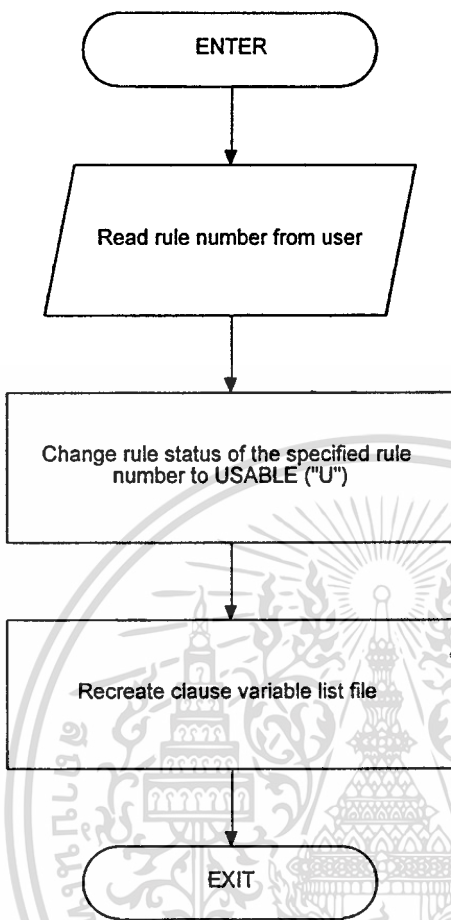 ENTER
Read rule number from user
Change rule status of the specified rule
number to USABLE ("U")
Recreate clause variable list file
EXIT